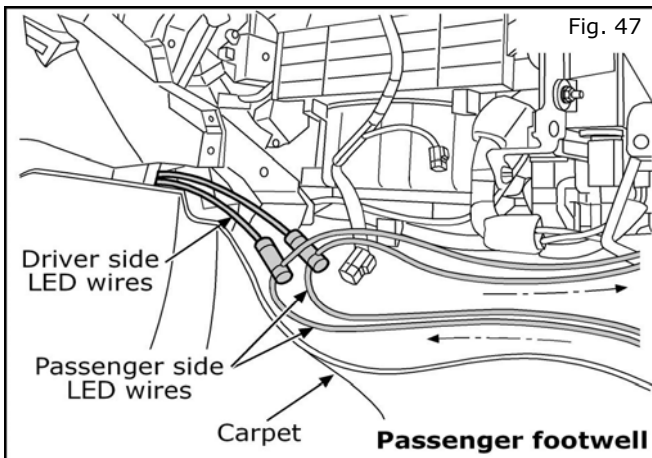 Fig. 47
Driver side
LED wires
Passenger side
LED wires
Carpet
Passenger footwell